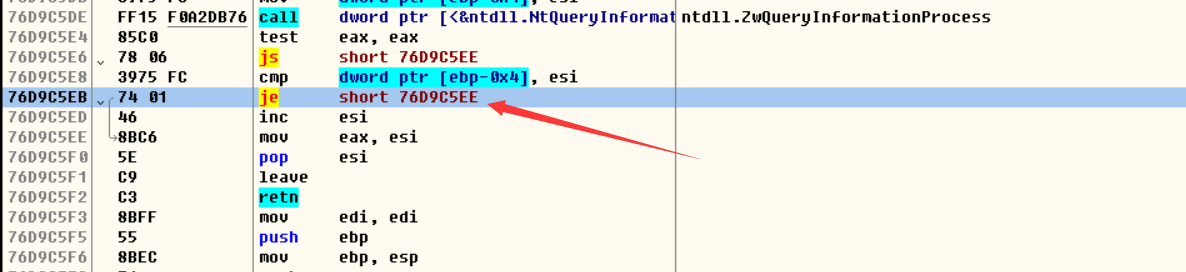 76D9C5DE FF15 F0A2DB76 call dword ptr [<&ntdll.NtQueryInformat ntdll.ZwQueryInformationProcess
76D9C5E4 85C0 test eax, eax
76D9C5E6 78 06 js short 76D9C5EE
76D9C5E8 3975 FC cmp dword ptr [ebp-0x4], esi
76D9C5EB 74 01 je short 76D9C5EE
76D9C5ED 46 inc esi
76D9C5EE 8BC6 mov eax, esi
76D9C5F0 5E pop esi
76D9C5F1 C9 leave
76D9C5F2 C3 retn
76D9C5F3 8BFF mov edi, edi
76D9C5F5 55 push ebp
76D9C5F6 8BEC mov ebp, esp